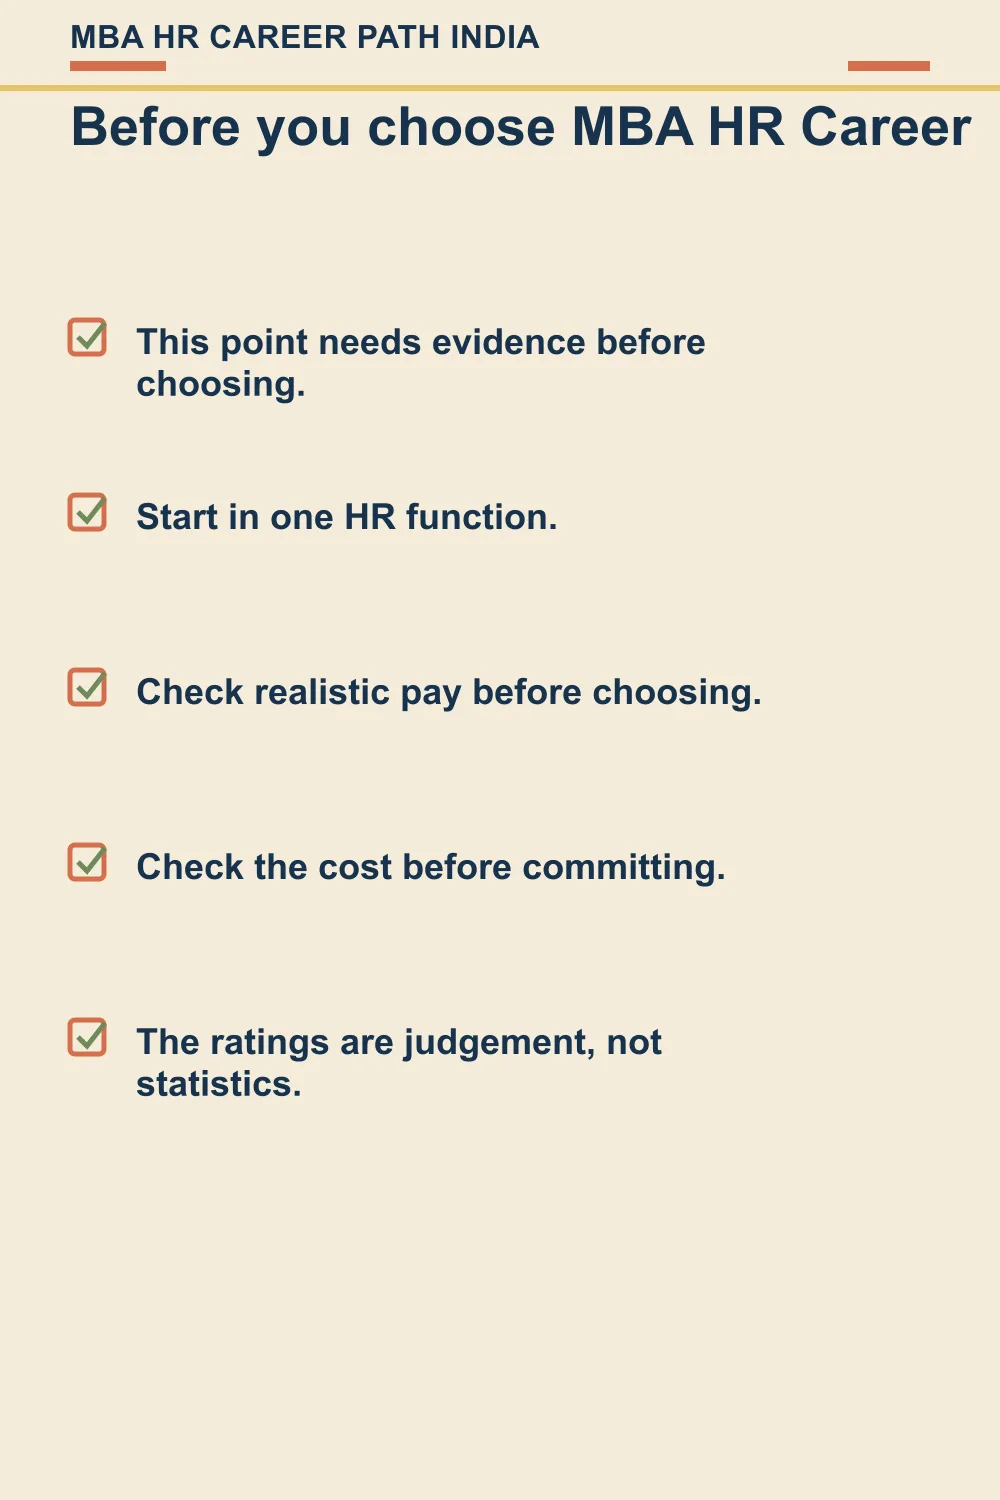 MBA HR CAREER PATH INDIA
Before you choose MBA HR Career
This point needs evidence before
choosing.
Start in one HR function.
Check realistic pay before choosing.
Check the cost before committing.
The ratings are judgement, not
statistics.